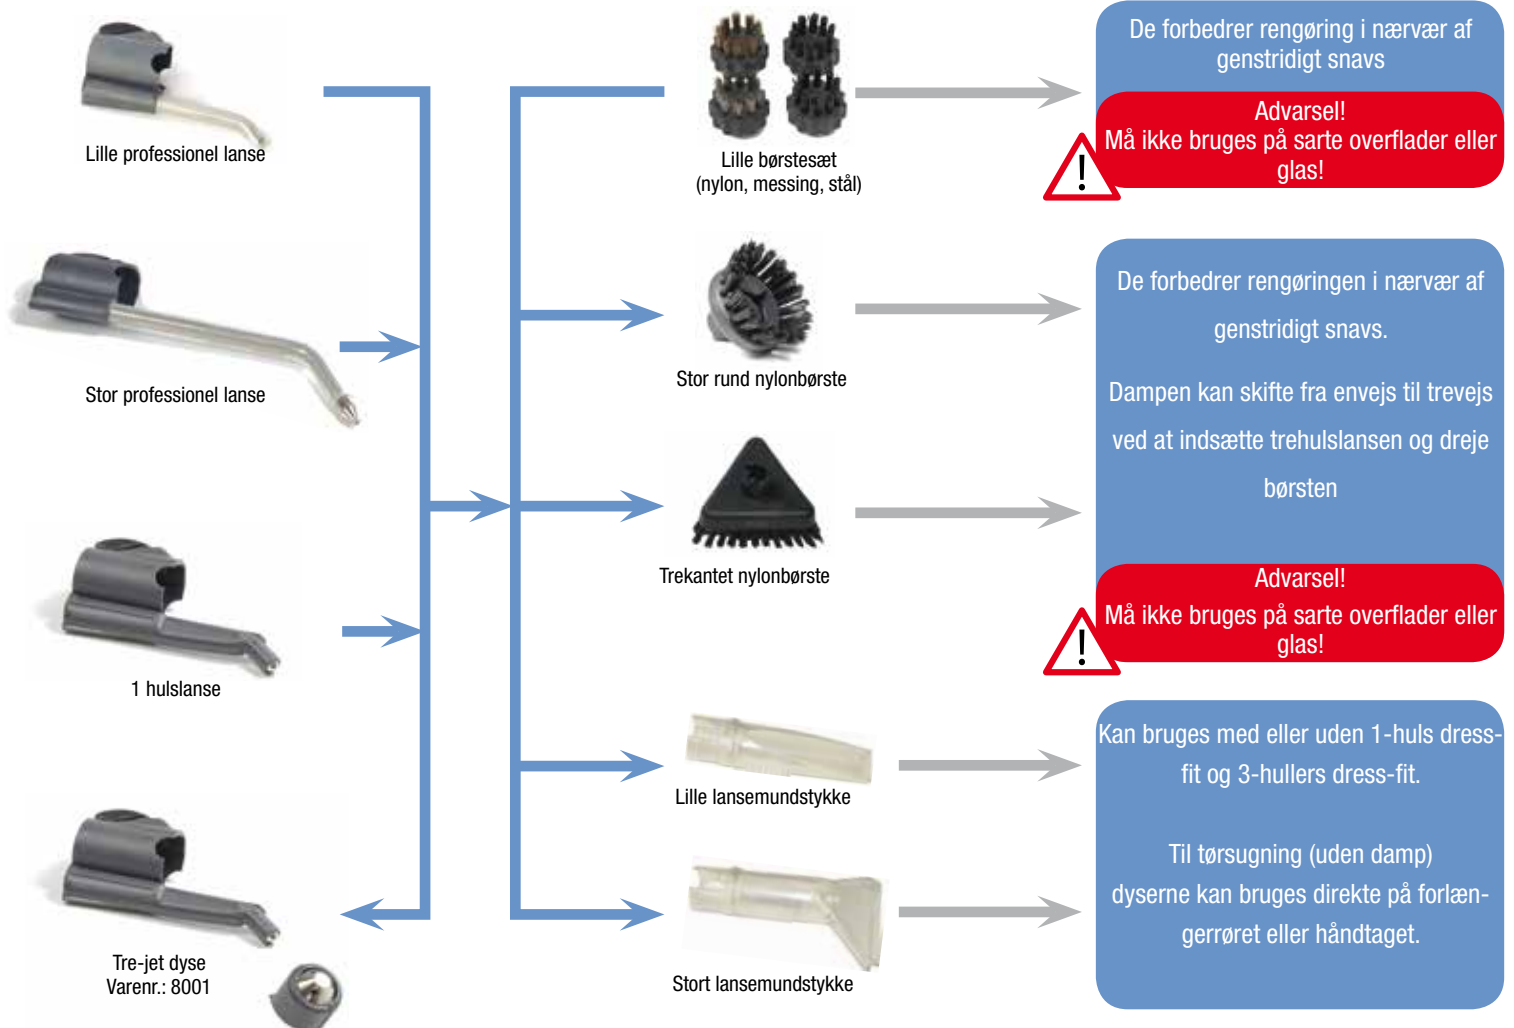 Lille professionel lanse
Stor professionel lanse
1 hulslanse
Tre-jet dyse
Varenr.: 8001
Lille børstesæt
(nylon, messing, stål)
Stor rund nylonbørste
Trekantet nylonbørste
Lille lansemundstykke
Stort lansemundstykke
De forbedrer rengøring i nærvær af
genstridigt snavs
Advarsel!
Må ikke bruges på sarte overflader eller
glas!
De forbedrer rengøringen i nærvær af
genstridigt snavs.
Dampen kan skifte fra envejs til trevejs
ved at indsætte trehulslansen og dreje
børsten
Advarsel!
Må ikke bruges på sarte overflader eller
glas!
Kan bruges med eller uden 1-huls dress-
fit og 3-hullers dress-fit.
Til tørsugning (uden damp)
dyserne kan bruges direkte på forlæn-
gerrøret eller håndtaget.